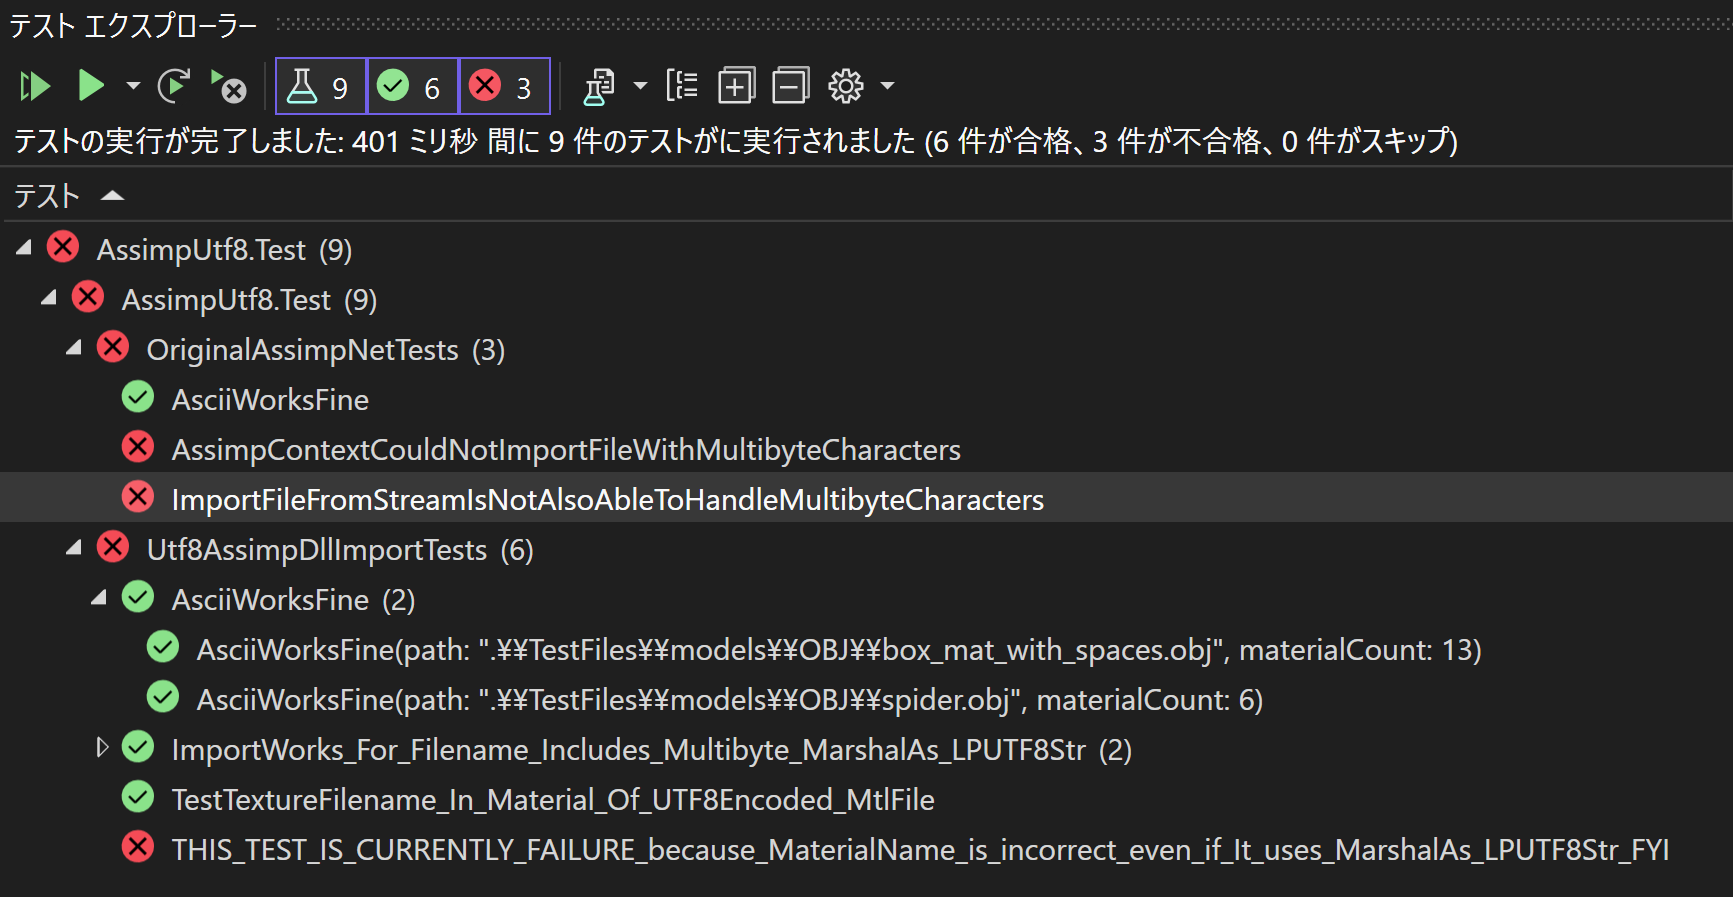 テスト エクスプローラー
9 6 3
テストの実行が完了しました: 401 ミリ秒 間に 9 件のテストがに実行されました (6 件が合格、3 件が不合格、0 件がスキップ)
テスト
AssimpUtf8.Test (9)
AssimpUtf8.Test (9)
OriginalAssimpNetTests (3)
AsciiWorksFine
AssimpContextCouldNotImportFileWithMultibyteCharacters
ImportFileFromStreamIsNotAlsoAbleToHandleMultibyteCharacters
Utf8AssimpDllImportTests (6)
AsciiWorksFine (2)
AsciiWorksFine(path: ".¥¥TestFiles¥¥models¥¥OBJ¥¥box_mat_with_spaces.obj", materialCount: 13)
AsciiWorksFine(path: ".¥¥TestFiles¥¥models¥¥OBJ¥¥spider.obj", materialCount: 6)
ImportWorks_For_Filename_Includes_Multibyte_MarshalAs_LPUTF8Str (2)
TestTextureFilename_In_Material_Of_UTF8Encoded_MtlFile
THIS_TEST_IS_CURRENTLY_FAILURE_because_MaterialName_is_incorrect_even_if_It_uses_MarshalAs_LPUTF8Str_FYI